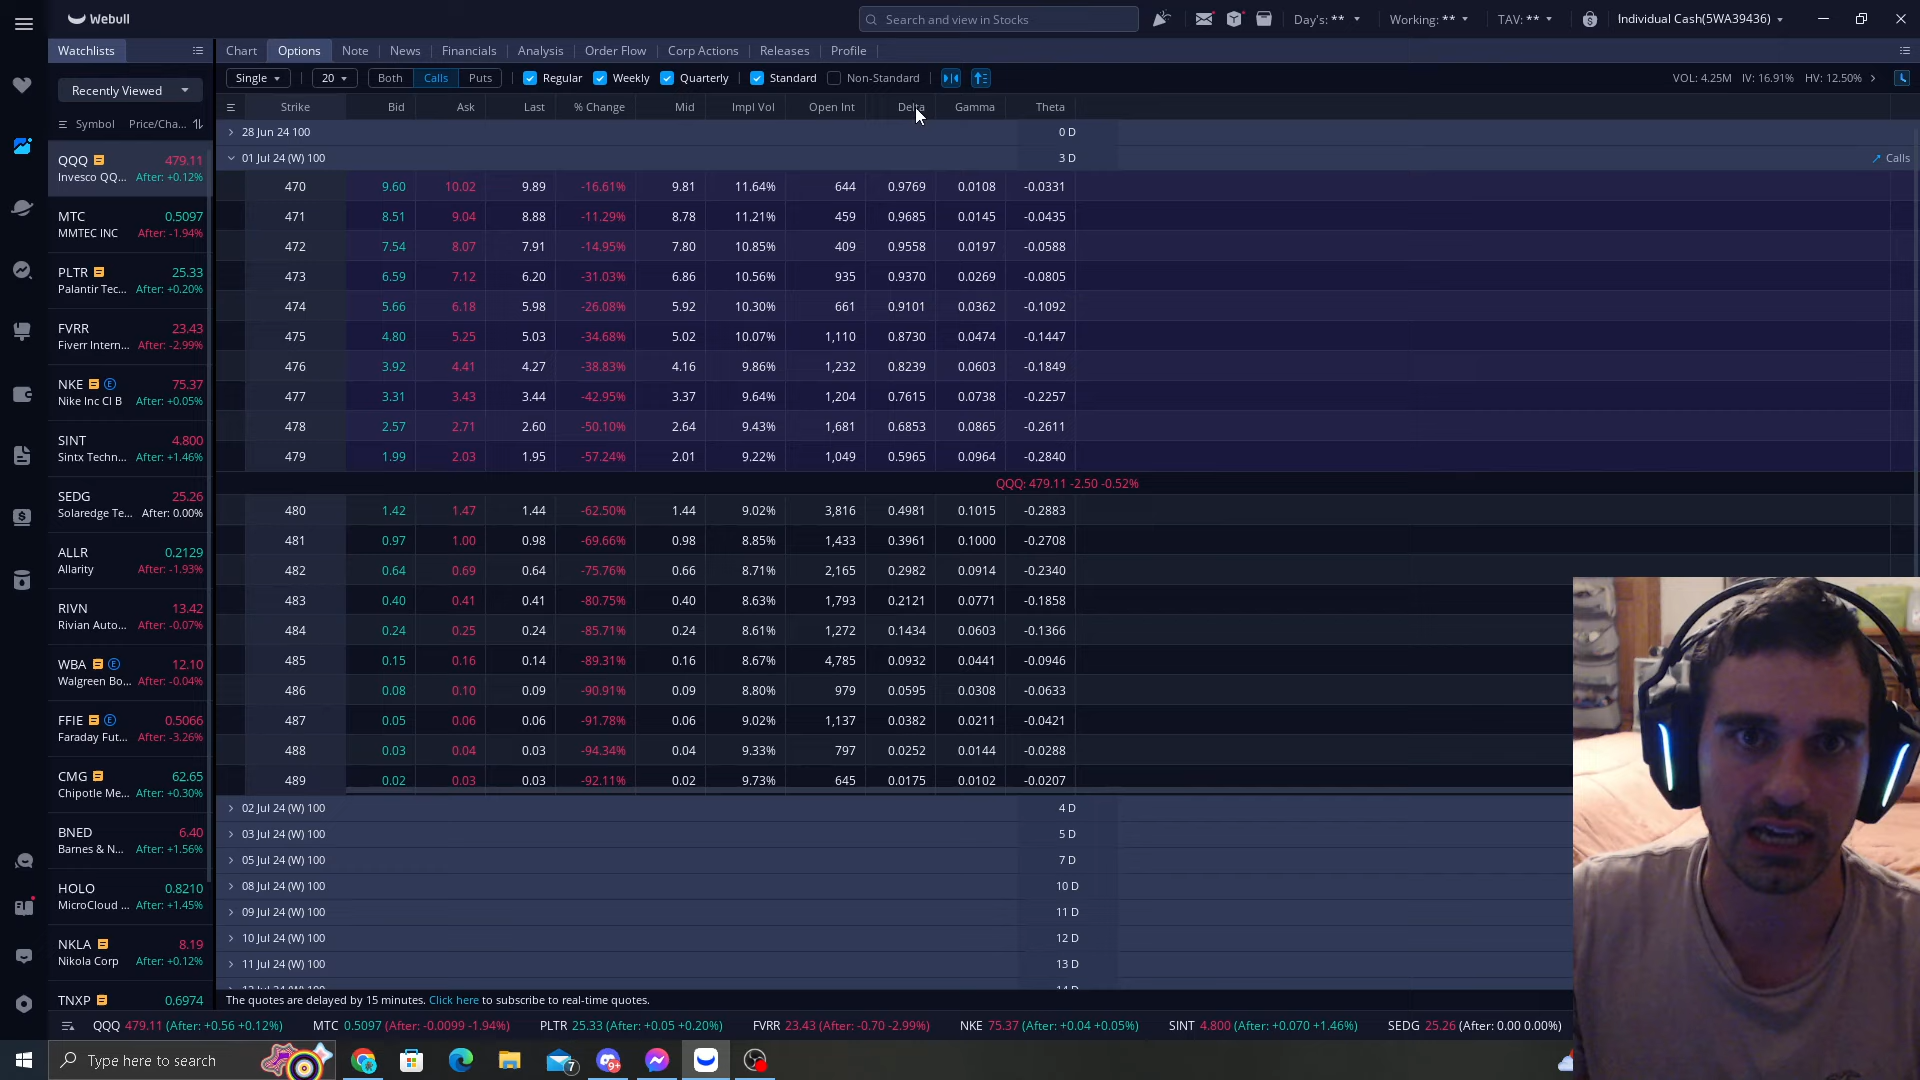 Webull
Search and view in Stocks
Day's: **
Working: **
TAV: **
Individual Cash(5WA39436)
Watchlists
Chart Options Note News Financials Analysis Order Flow Corp Actions Releases Profile
Recently Viewed
Single 20 Both Calls Puts Regular Weekly Quarterly Standard Non-Standard
VOL: 4.25M IV: 16.91% HV: 12.50%
Symbol Price/Cha...
Strike Bid Ask Last % Change Mid Impl Vol Open Int Delta Gamma Theta
28 Jun 24 100 0 D
01 Jul 24 (W) 100 3 D Calls
470 9.60 10.02 9.89 -16.61% 9.81 11.64% 644 0.9769 0.0108 -0.0331
471 8.51 9.04 8.88 -11.29% 8.78 11.21% 459 0.9685 0.0145 -0.0435
472 7.54 8.07 7.91 -14.95% 7.80 10.85% 409 0.9558 0.0197 -0.0588
473 6.59 7.12 6.20 -31.03% 6.86 10.56% 935 0.9370 0.0269 -0.0805
474 5.66 6.18 5.98 -26.08% 5.92 10.30% 661 0.9101 0.0362 -0.1092
475 4.80 5.25 5.03 -34.68% 5.02 10.07% 1,110 0.8730 0.0474 -0.1447
476 3.92 4.41 4.27 -38.83% 4.16 9.86% 1,232 0.8239 0.0603 -0.1849
477 3.31 3.43 3.44 -42.95% 3.37 9.64% 1,204 0.7615 0.0738 -0.2257
478 2.57 2.71 2.60 -50.10% 2.64 9.43% 1,681 0.6853 0.0865 -0.2611
479 1.99 2.03 1.95 -57.24% 2.01 9.22% 1,049 0.5965 0.0964 -0.2840
QQQ: 479.11 -2.50 -0.52%
480 1.42 1.47 1.44 -62.50% 1.44 9.02% 3,816 0.4981 0.1015 -0.2883
481 0.97 1.00 0.98 -69.66% 0.98 8.85% 1,433 0.3961 0.1000 -0.2708
482 0.64 0.69 0.64 -75.76% 0.66 8.71% 2,165 0.2982 0.0914 -0.2340
483 0.40 0.41 0.41 -80.75% 0.40 8.63% 1,793 0.2121 0.0771 -0.1858
484 0.24 0.25 0.24 -85.71% 0.24 8.61% 1,272 0.1434 0.0603 -0.1366
485 0.15 0.16 0.14 -89.31% 0.16 8.67% 4,785 0.0932 0.0441 -0.0946
486 0.08 0.10 0.09 -90.91% 0.09 8.80% 979 0.0595 0.0308 -0.0633
487 0.05 0.06 0.06 -91.78% 0.06 9.02% 1,137 0.0382 0.0211 -0.0421
488 0.03 0.04 0.03 -94.34% 0.04 9.33% 797 0.0252 0.0144 -0.0288
489 0.02 0.03 0.03 -92.11% 0.02 9.73% 645 0.0175 0.0102 -0.0207
02 Jul 24 (W) 100 4 D
03 Jul 24 (W) 100 5 D
05 Jul 24 (W) 100 7 D
08 Jul 24 (W) 100 10 D
09 Jul 24 (W) 100 11 D
10 Jul 24 (W) 100 12 D
11 Jul 24 (W) 100 13 D
QQQ 479.11
Invesco QQ... After: +0.12%
MTC 0.5097
MMTEC INC After: -1.94%
PLTR 25.33
Palantir Tec... After: +0.20%
FVRR 23.43
Fiverr Intern... After: -2.99%
NKE E 75.37
Nike Inc Cl B After: +0.05%
SINT 4.800
Sintx Techn... After: +1.46%
SEDG 25.26
Solaredge Te... After: 0.00%
ALLR 0.2129
Allarity After: -1.93%
RIVN 13.42
Rivian Auto... After: -0.07%
WBA E 12.10
Walgreen Bo... After: -0.04%
FFIE E 0.5066
Faraday Fut... After: -3.26%
CMG 62.65
Chipotle Me... After: +0.30%
BNED 6.40
Barnes & N... After: +1.56%
HOLO 0.8210
MicroCloud ... After: +1.45%
NKLA 8.19
Nikola Corp After: +0.12%
TNXP 0.6974
The quotes are delayed by 15 minutes. Click here to subscribe to real-time quotes.
QQQ 479.11 (After: +0.56 +0.12%) MTC 0.5097 (After: -0.0099 -1.94%) PLTR 25.33 (After: +0.05 +0.20%) FVRR 23.43 (After: -0.70 -2.99%) NKE 75.37 (After: +0.04 +0.05%) SINT 4.800 (After: +0.070 +1.46%) SEDG 25.26 (After: 0.00 0.00%)
Type here to search
7
9+